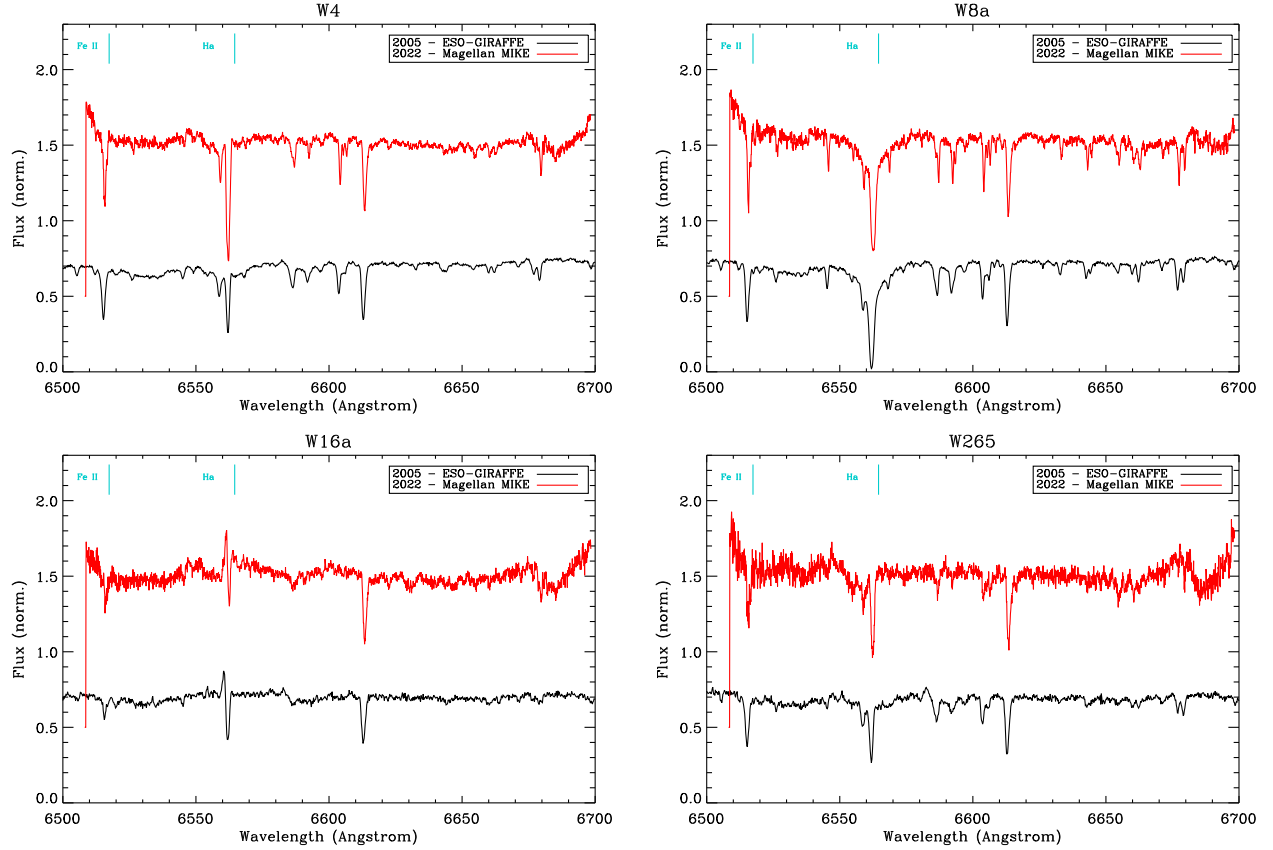 W4
Fe II
Ha
2005 - ESO-GIRAFFE
2022 - Magellan MIKE
2.0
1.5
1.0
0.5
0.0
Flux (norm.)
6500
6550
6600
6650
6700
Wavelength (Angstrom)
W8a
Fe II
Ha
2005 - ESO-GIRAFFE
2022 - Magellan MIKE
2.0
1.5
1.0
0.5
0.0
Flux (norm.)
6500
6550
6600
6650
6700
Wavelength (Angstrom)
W16a
Fe II
Ha
2005 - ESO-GIRAFFE
2022 - Magellan MIKE
2.0
1.5
1.0
0.5
0.0
Flux (norm.)
6500
6550
6600
6650
6700
Wavelength (Angstrom)
W265
Fe II
Ha
2005 - ESO-GIRAFFE
2022 - Magellan MIKE
2.0
1.5
1.0
0.5
0.0
Flux (norm.)
6500
6550
6600
6650
6700
Wavelength (Angstrom)